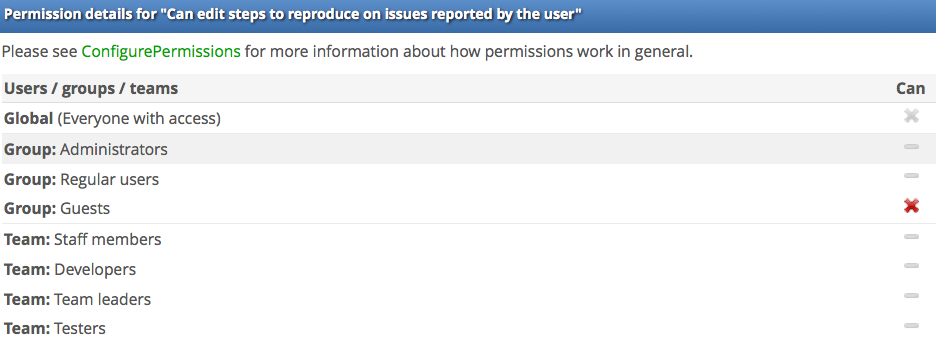 Permission details for "Can edit steps to reproduce on issues reported by the user"
Please see ConfigurePermissions for more information about how permissions work in general.
Users / groups / teams Can
Global (Everyone with access)
Group: Administrators
Group: Regular users
Group: Guests
Team: Staff members
Team: Developers
Team: Team leaders
Team: Testers